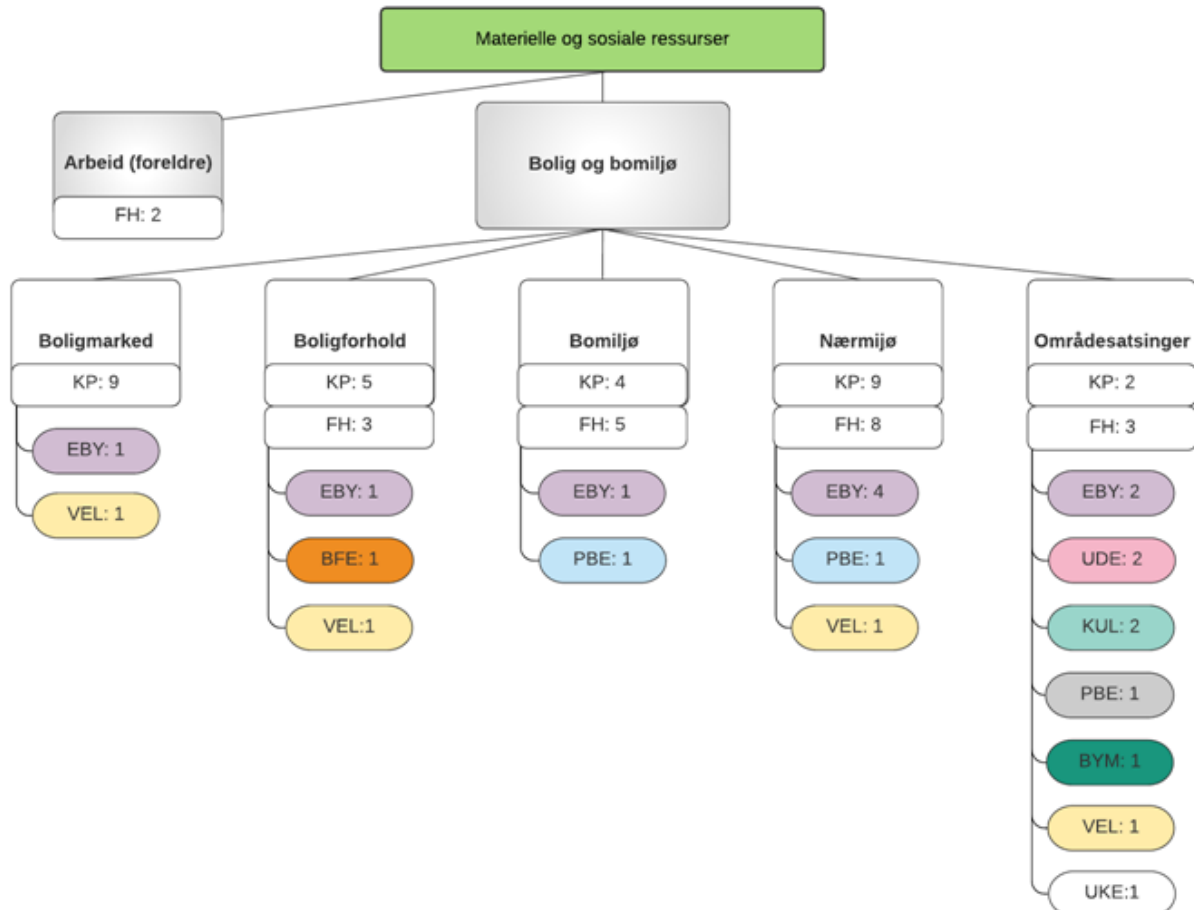 Materielle og sosiale ressurser
Arbeid (foreldre)
FH: 2
Bolig og bomiljø
Boligmarked
KP: 9
EBY: 1
VEL: 1
Boligforhold
KP: 5
FH: 3
EBY: 1
BFE: 1
VEL:1
Bomiljø
KP: 4
FH: 5
EBY: 1
PBE: 1
Nærmijø
KP: 9
FH: 8
EBY: 4
PBE: 1
VEL: 1
Områdesatsinger
KP: 2
FH: 3
EBY: 2
UDE: 2
KUL: 2
PBE: 1
BYM: 1
VEL: 1
UKE:1